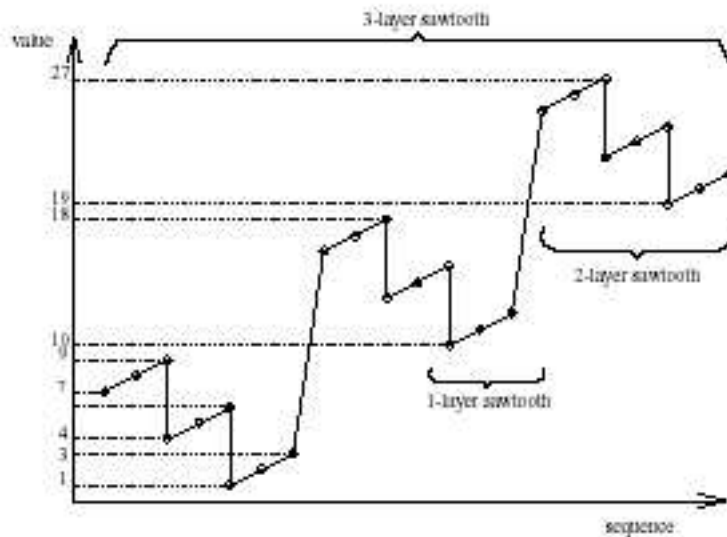 3-layer sawtooth
value
27
19
18
2-layer sawtooth
10
9
7
1-layer sawtooth
4
3
1
sequence